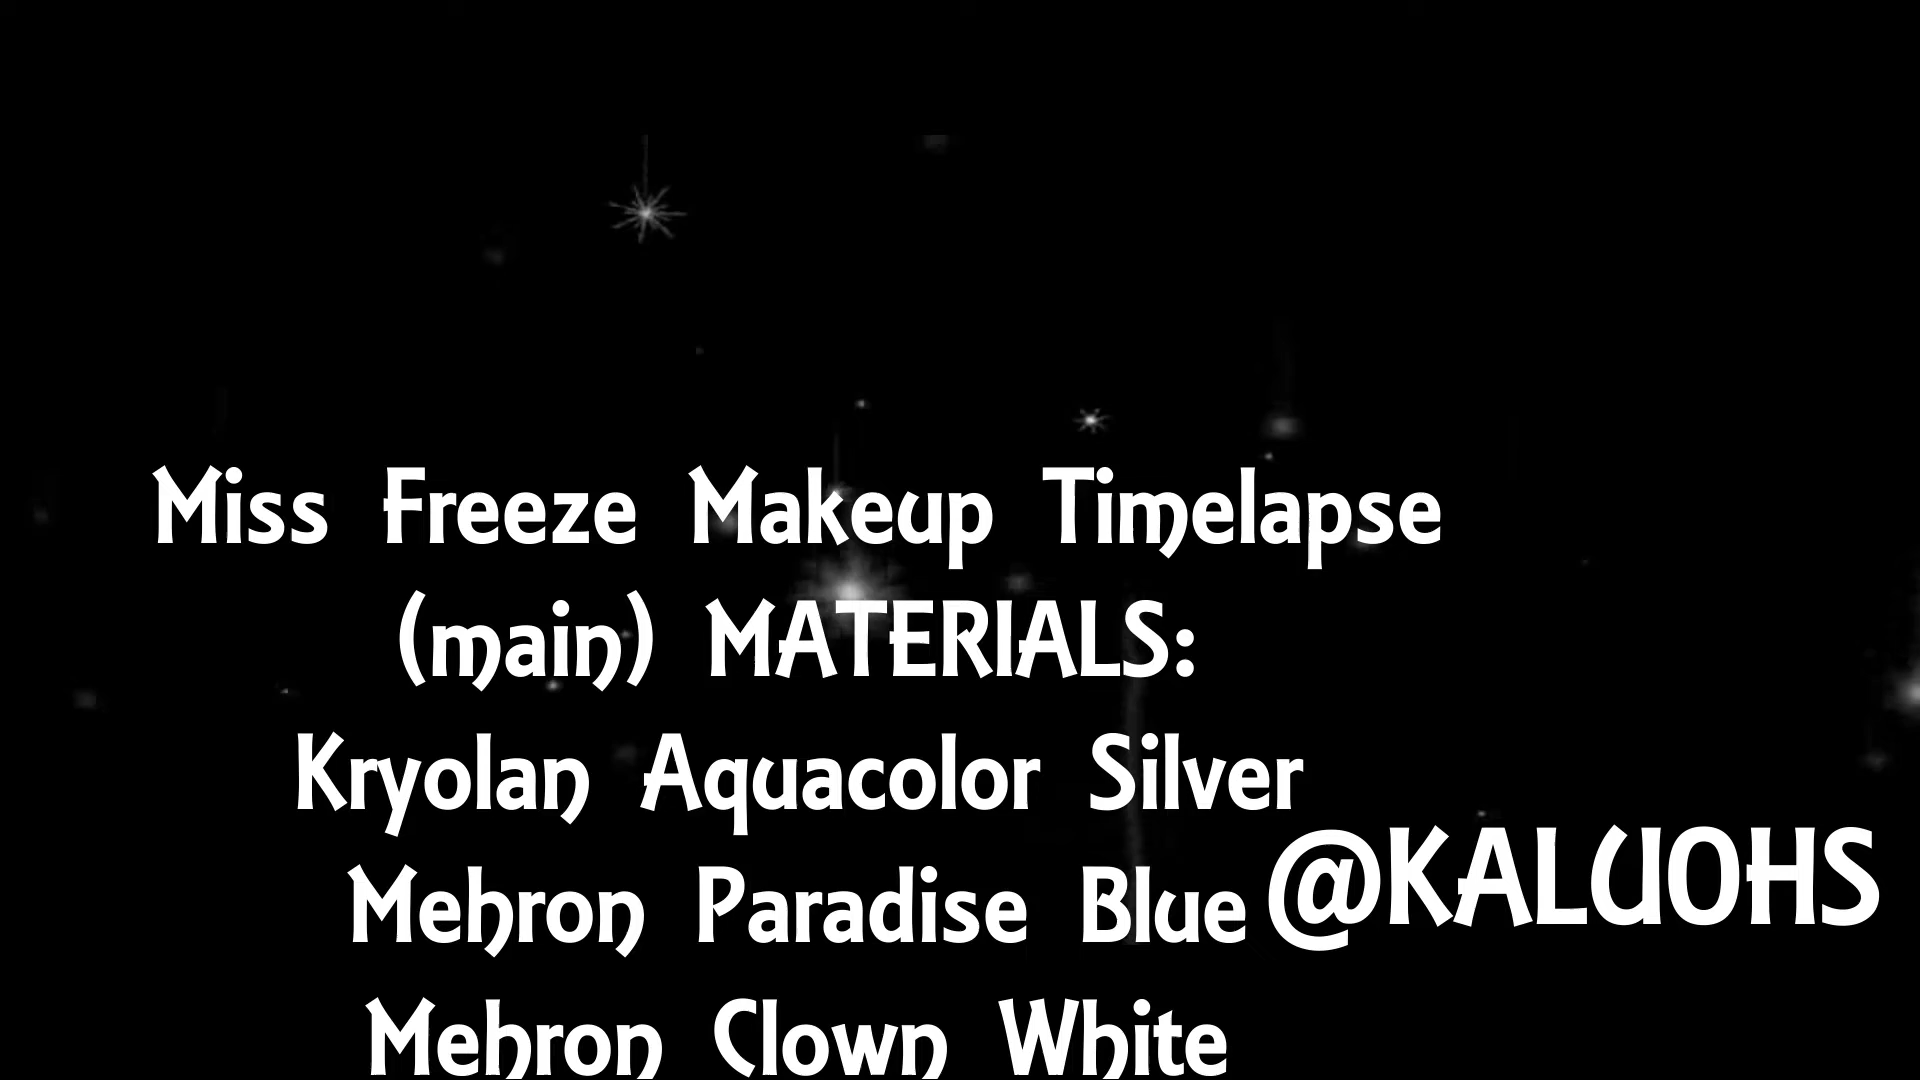 Miss Freeze Makeup Timelapse
(main) MATERIALS:
Kryolan Aquacolor Silver
Mehron Paradise Blue
@KALUOHS
Mehron Clown White